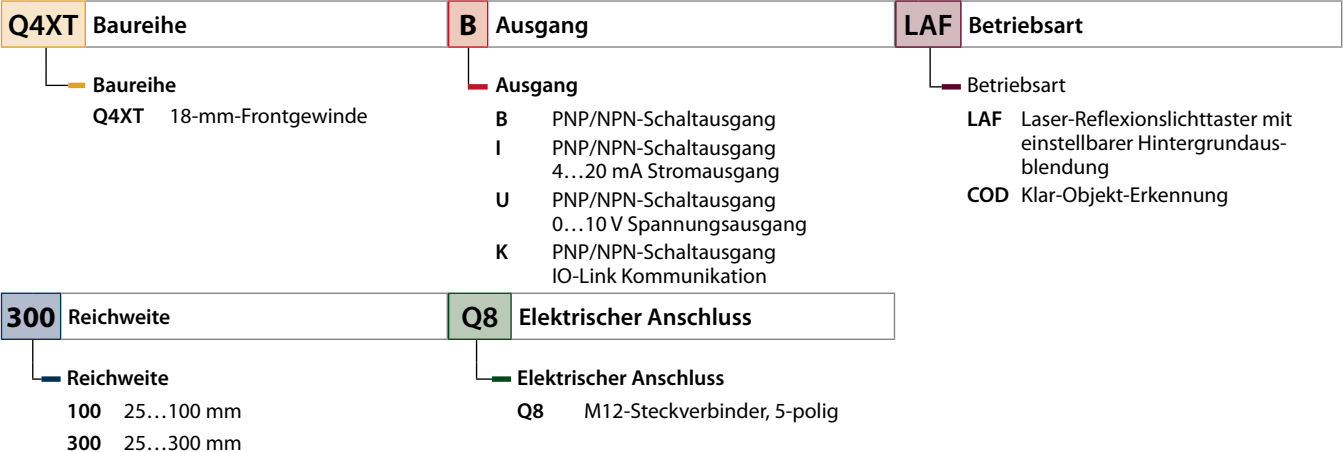 Q4XT Baureihe
Baureihe
Q4XT 18-mm-Frontgewinde
B Ausgang
Ausgang
B PNP/NPN-Schaltausgang
I PNP/NPN-Schaltausgang
4…20 mA Stromausgang
U PNP/NPN-Schaltausgang
0…10 V Spannungsausgang
K PNP/NPN-Schaltausgang
IO-Link Kommunikation
LAF Betriebsart
Betriebsart
LAF Laser-Reflexionslichttaster mit
einstellbarer Hintergrundaus-
blendung
COD Klar-Objekt-Erkennung
300 Reichweite
Reichweite
100 25…100 mm
300 25…300 mm
Q8 Elektrischer Anschluss
Elektrischer Anschluss
Q8 M12-Steckverbinder, 5-polig